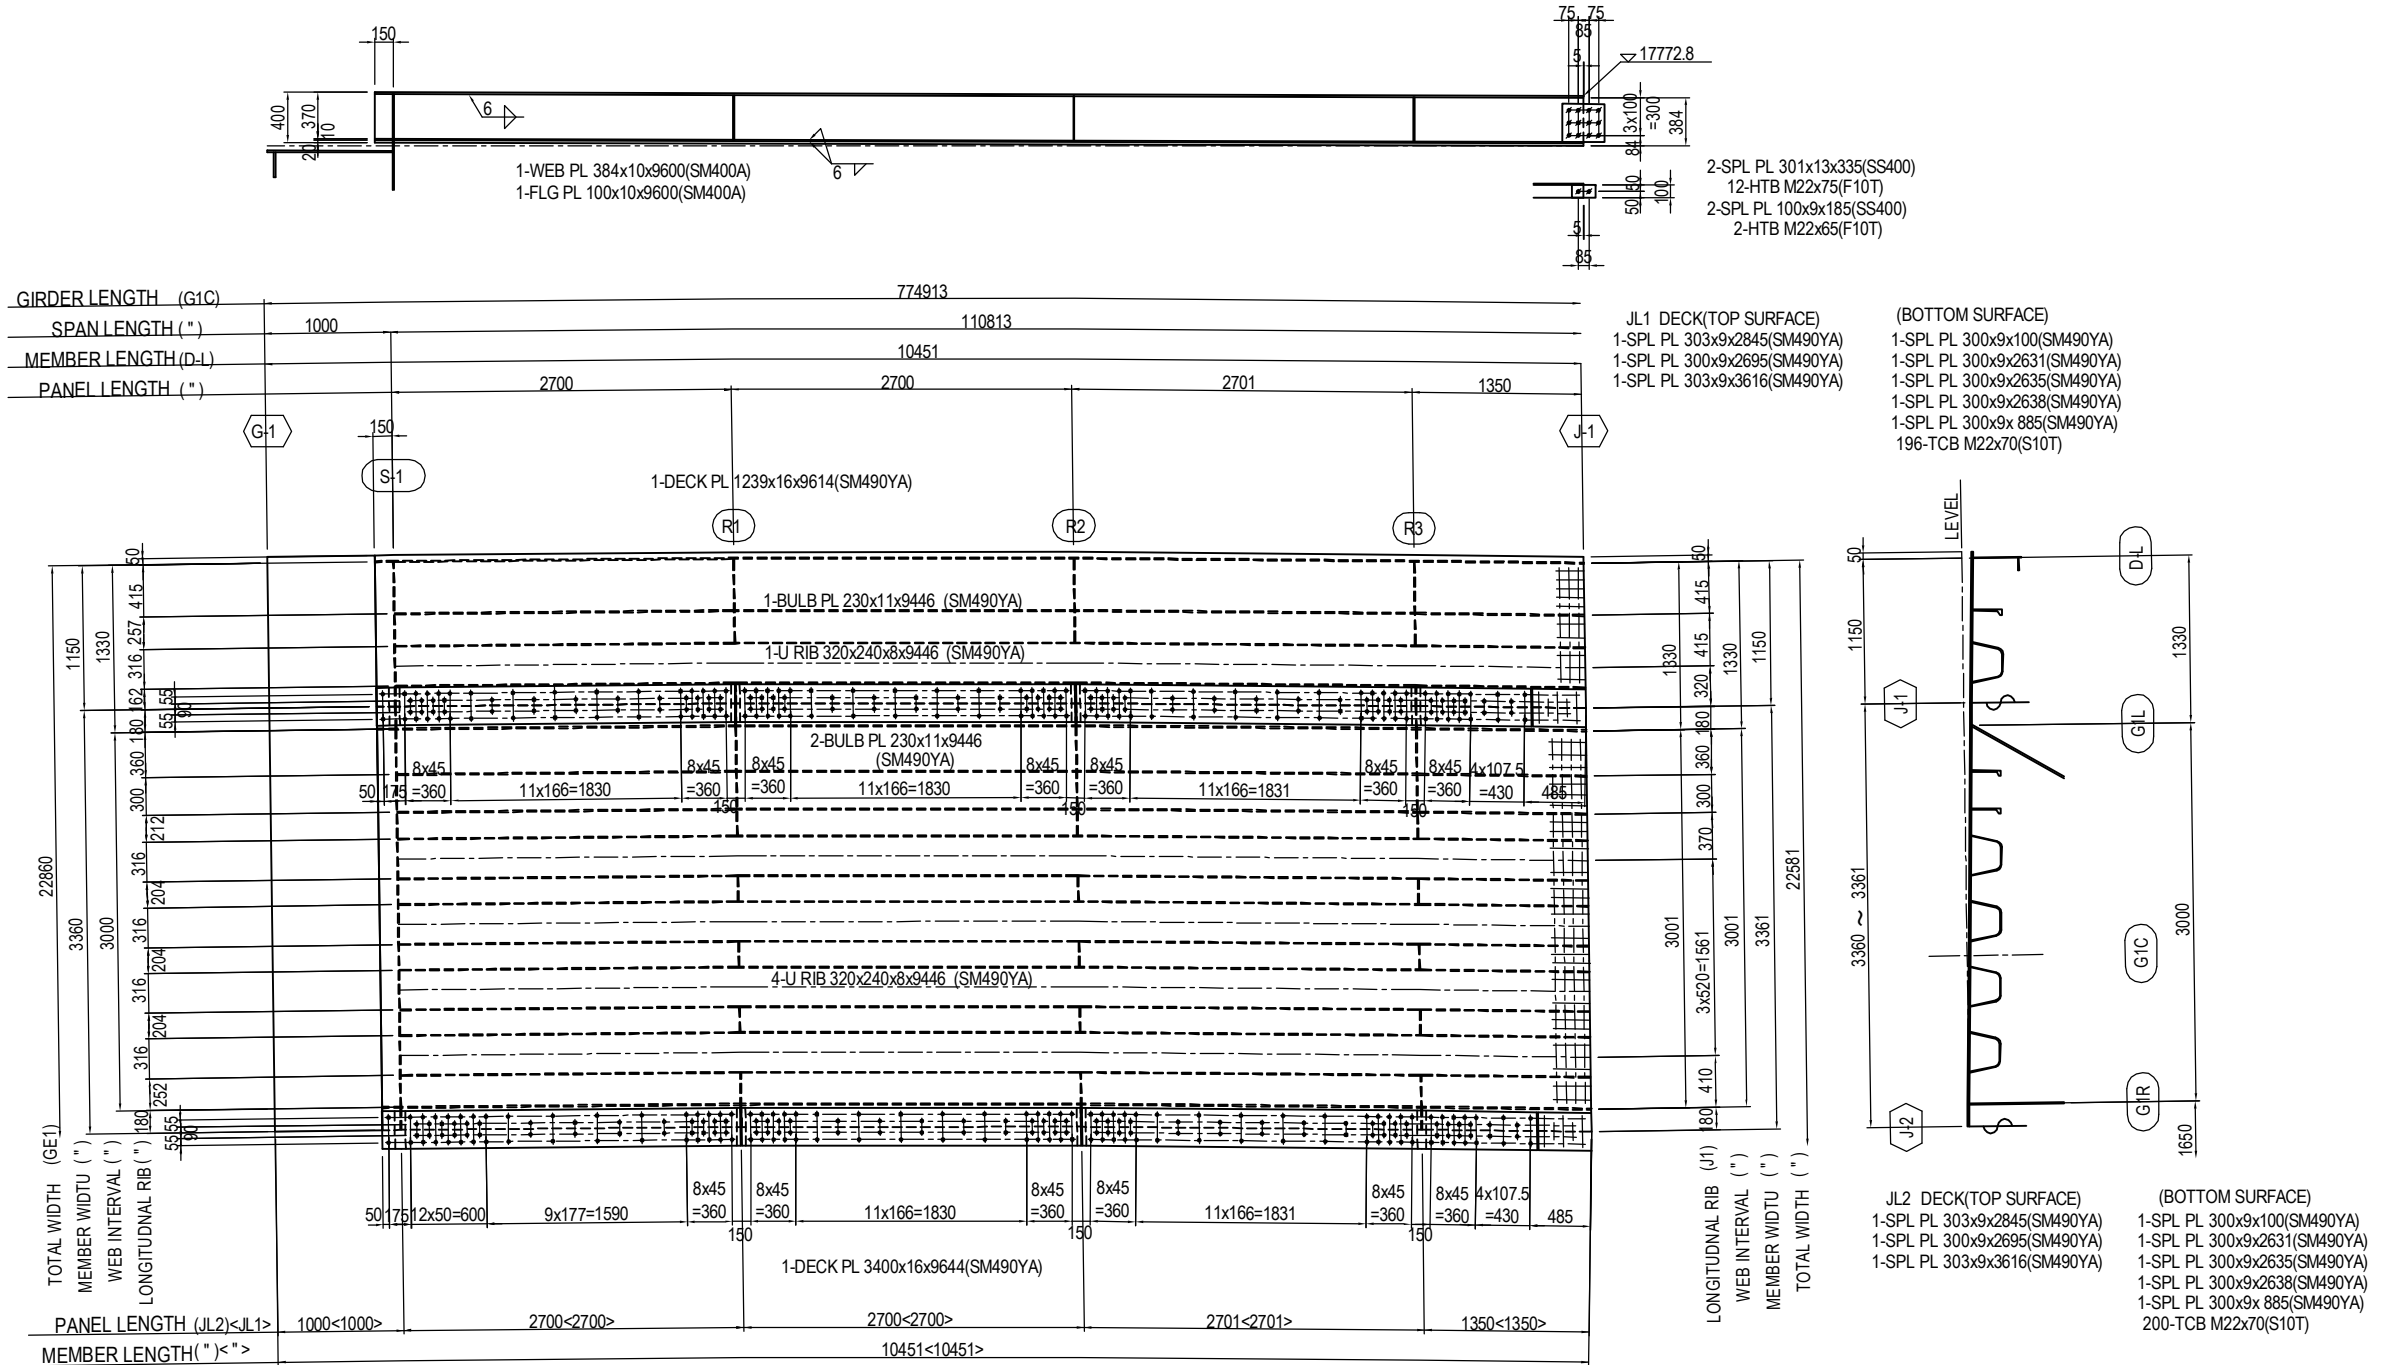 75
75
85
5
17772.8
150
400
370
10
20
6
6
3x100
=300
384
84
1-WEB PL 384x10x9600(SM400A)
1-FLG PL 100x10x9600(SM400A)
2-SPL PL 301x13x335(SS400)
12-HTB M22x75(F10T)
2-SPL PL 100x9x185(SS400)
2-HTB M22x65(F10T)
50
50
100
5
85
GIRDER LENGTH (G1C)
774913
SPAN LENGTH ( " )
1000
110813
MEMBER LENGTH (D-L)
10451
PANEL LENGTH ( " )
2700
2700
2701
1350
JL1 DECK(TOP SURFACE)
1-SPL PL 303x9x2845(SM490YA)
1-SPL PL 300x9x2695(SM490YA)
1-SPL PL 303x9x3616(SM490YA)
(BOTTOM SURFACE)
1-SPL PL 300x9x100(SM490YA)
1-SPL PL 300x9x2631(SM490YA)
1-SPL PL 300x9x2635(SM490YA)
1-SPL PL 300x9x2638(SM490YA)
1-SPL PL 300x9x 885(SM490YA)
196-TCB M22x70(S10T)
G-1
150
S-1
J-1
1-DECK PL 1239x16x9614(SM490YA)
R1
R2
R3
LEVEL
50
415
257
316
162
180
360
300
212
316
204
316
204
316
204
316
252
180
55
90
55
55
90
55
1150
1330
22860
3360
3000
1-BULB PL 230x11x9446 (SM490YA)
1-U RIB 320x240x8x9446 (SM490YA)
2-BULB PL 230x11x9446
(SM490YA)
8x45
=360
8x45
=360
8x45
=360
8x45
=360
8x45
=360
8x45
=360
8x45
=360
4x107.5
=430
50
175
11x166=1830
11x166=1830
11x166=1831
485
150
150
150
4-U RIB 320x240x8x9446 (SM490YA)
50
415
415
320
180
360
300
370
3x520=1561
410
180
1330
1330
1150
3001
3001
3361
22581
50
1150
3360 ~ 3361
J-1
J-2
D-L
1330
G1L
3000
G1C
G1R
1650
50
175
12x50=600
9x177=1590
8x45
=360
8x45
=360
11x166=1830
8x45
=360
8x45
=360
11x166=1831
8x45
=360
8x45
=360
4x107.5
=430
485
150
150
150
1-DECK PL 3400x16x9644(SM490YA)
TOTAL WIDTH (GE1)
MEMBER WIDTU ( " )
WEB INTERVAL ( " )
LONGITUDNAL RIB ( " )
LONGITUDNAL RIB (J1)
WEB INTERVAL ( " )
MEMBER WIDTU ( " )
TOTAL WIDTH ( " )
JL2 DECK(TOP SURFACE)
1-SPL PL 303x9x2845(SM490YA)
1-SPL PL 300x9x2695(SM490YA)
1-SPL PL 303x9x3616(SM490YA)
(BOTTOM SURFACE)
1-SPL PL 300x9x100(SM490YA)
1-SPL PL 300x9x2631(SM490YA)
1-SPL PL 300x9x2635(SM490YA)
1-SPL PL 300x9x2638(SM490YA)
1-SPL PL 300x9x 885(SM490YA)
200-TCB M22x70(S10T)
PANEL LENGTH (JL2)<JL1>
1000<1000>
2700<2700>
2700<2700>
2701<2701>
1350<1350>
MEMBER LENGTH( " )< " >
10451<10451>